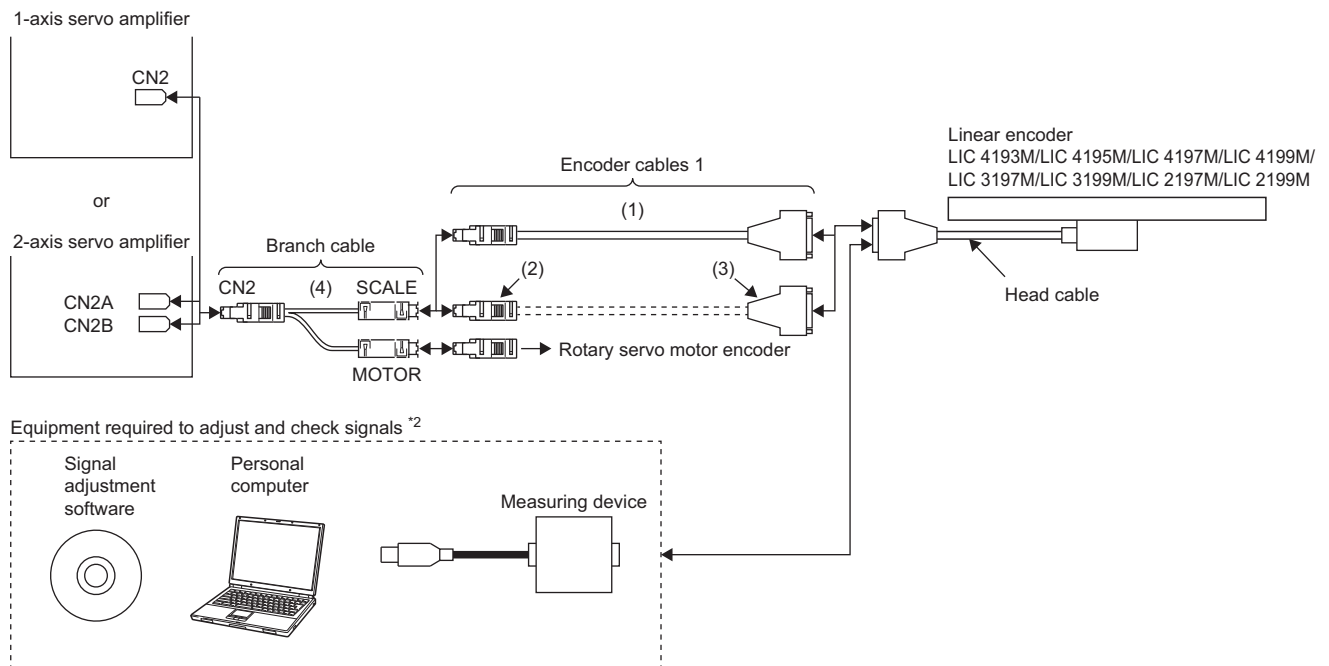 1-axis servo amplifier
CN2
or
2-axis servo amplifier
CN2A
CN2B
Branch cable
CN2
(4)
SCALE
MOTOR
Encoder cables 1
(1)
(2)
(3)
Rotary servo motor encoder
Linear encoder
LIC 4193M/LIC 4195M/LIC 4197M/LIC 4199M/
LIC 3197M/LIC 3199M/LIC 2197M/LIC 2199M
Head cable
Equipment required to adjust and check signals *2
Signal
adjustment
software
Personal
computer
Measuring device